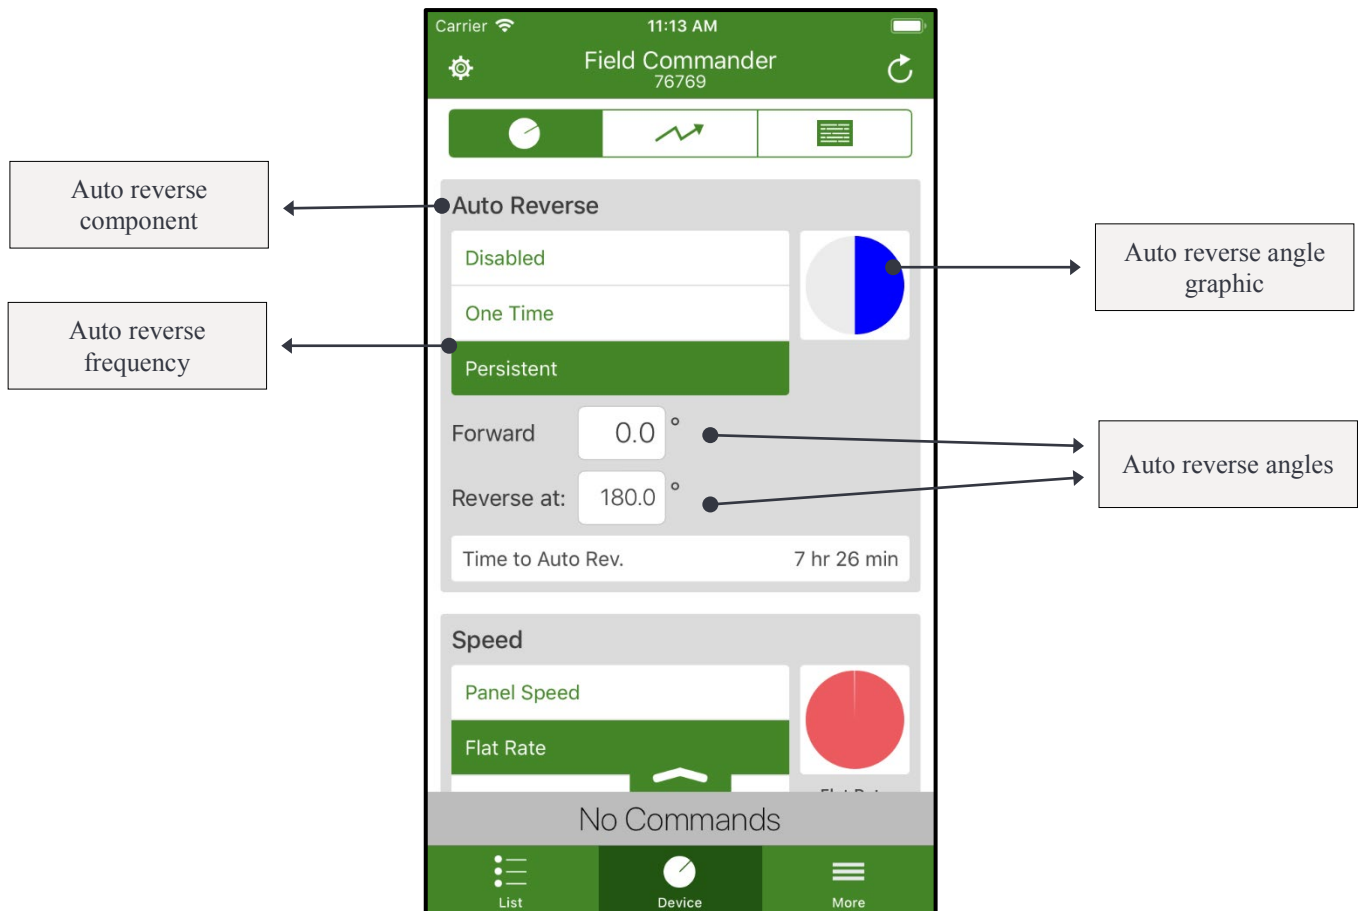 Carrier
11:13 AM
Field Commander
76769
Auto reverse
component
Auto Reverse
Disabled
One Time
Persistent
Auto reverse angle
graphic
Auto reverse
frequency
Forward 0.0 °
Reverse at: 180.0 °
Auto reverse angles
Time to Auto Rev. 7 hr 26 min
Speed
Panel Speed
Flat Rate
No Commands
List
Device
More